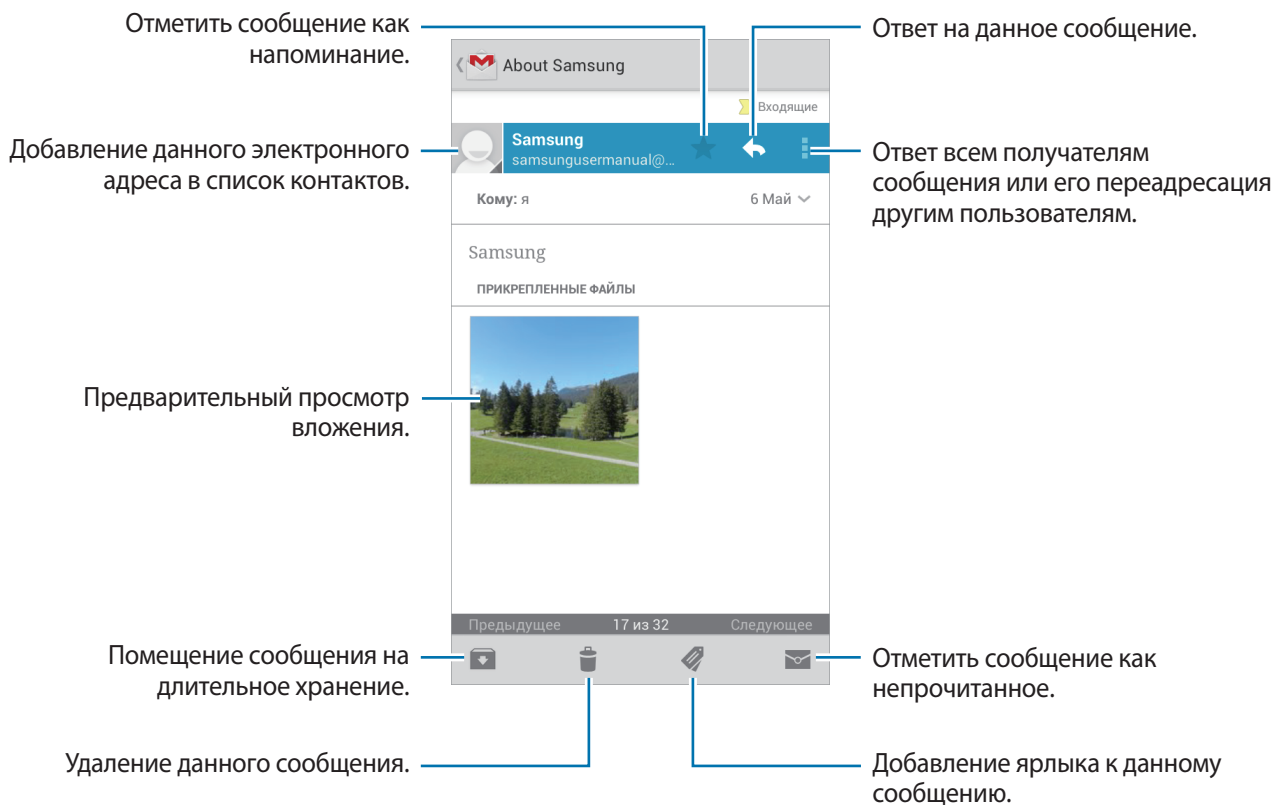 Отметить сообщение как
напоминание.
Ответ на данное сообщение.
About Samsung
Входящие
Добавление данного электронного
адреса в список контактов.
Samsung
samsungusermanual@...
Ответ всем получателям
сообщения или его переадресация
другим пользователям.
Кому: я
6 Май
Samsung
ПРИКРЕПЛЕННЫЕ ФАЙЛЫ
Предварительный просмотр
вложения.
Предыдущее 17 из 32 Следующее
Помещение сообщения на
длительное хранение.
Отметить сообщение как
непрочитанное.
Удаление данного сообщения.
Добавление ярлыка к данному
сообщению.